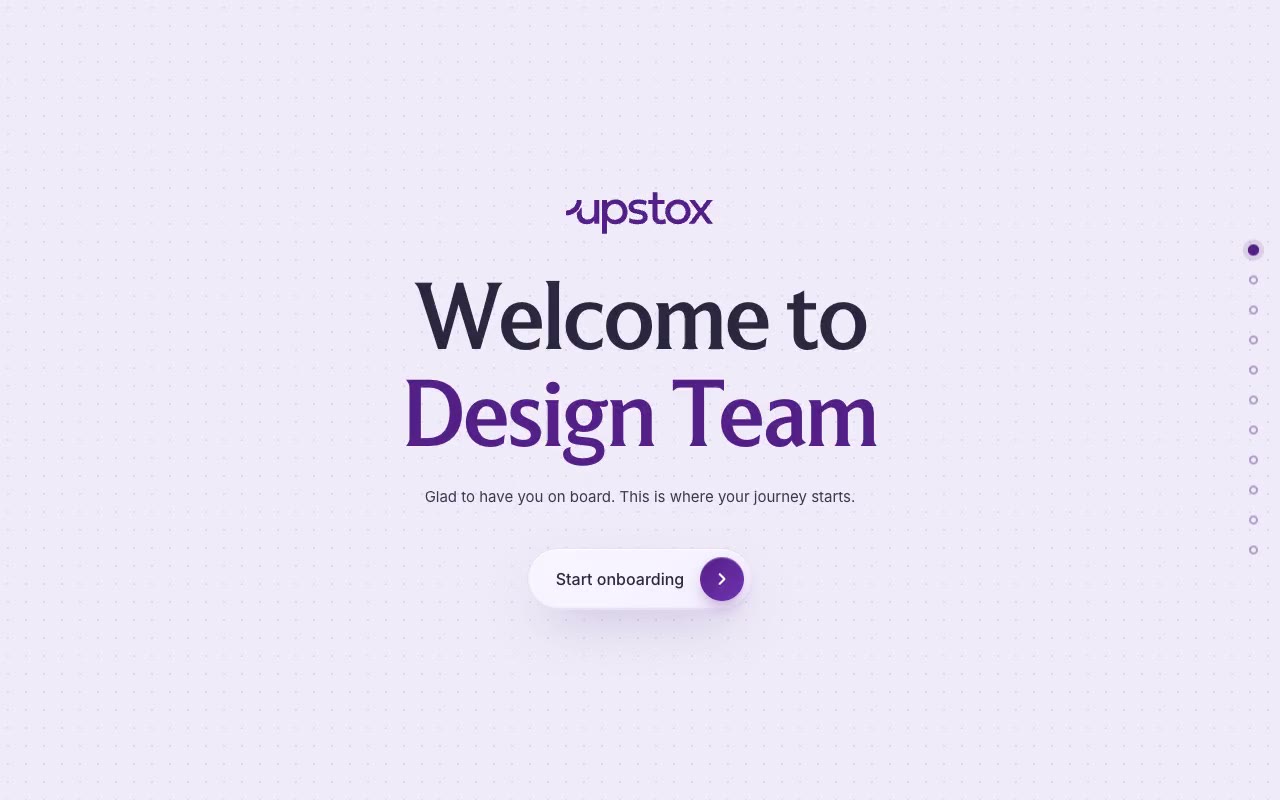 upstox
Welcome to
Design Team
Glad to have you on board. This is where your journey starts.
Start onboarding